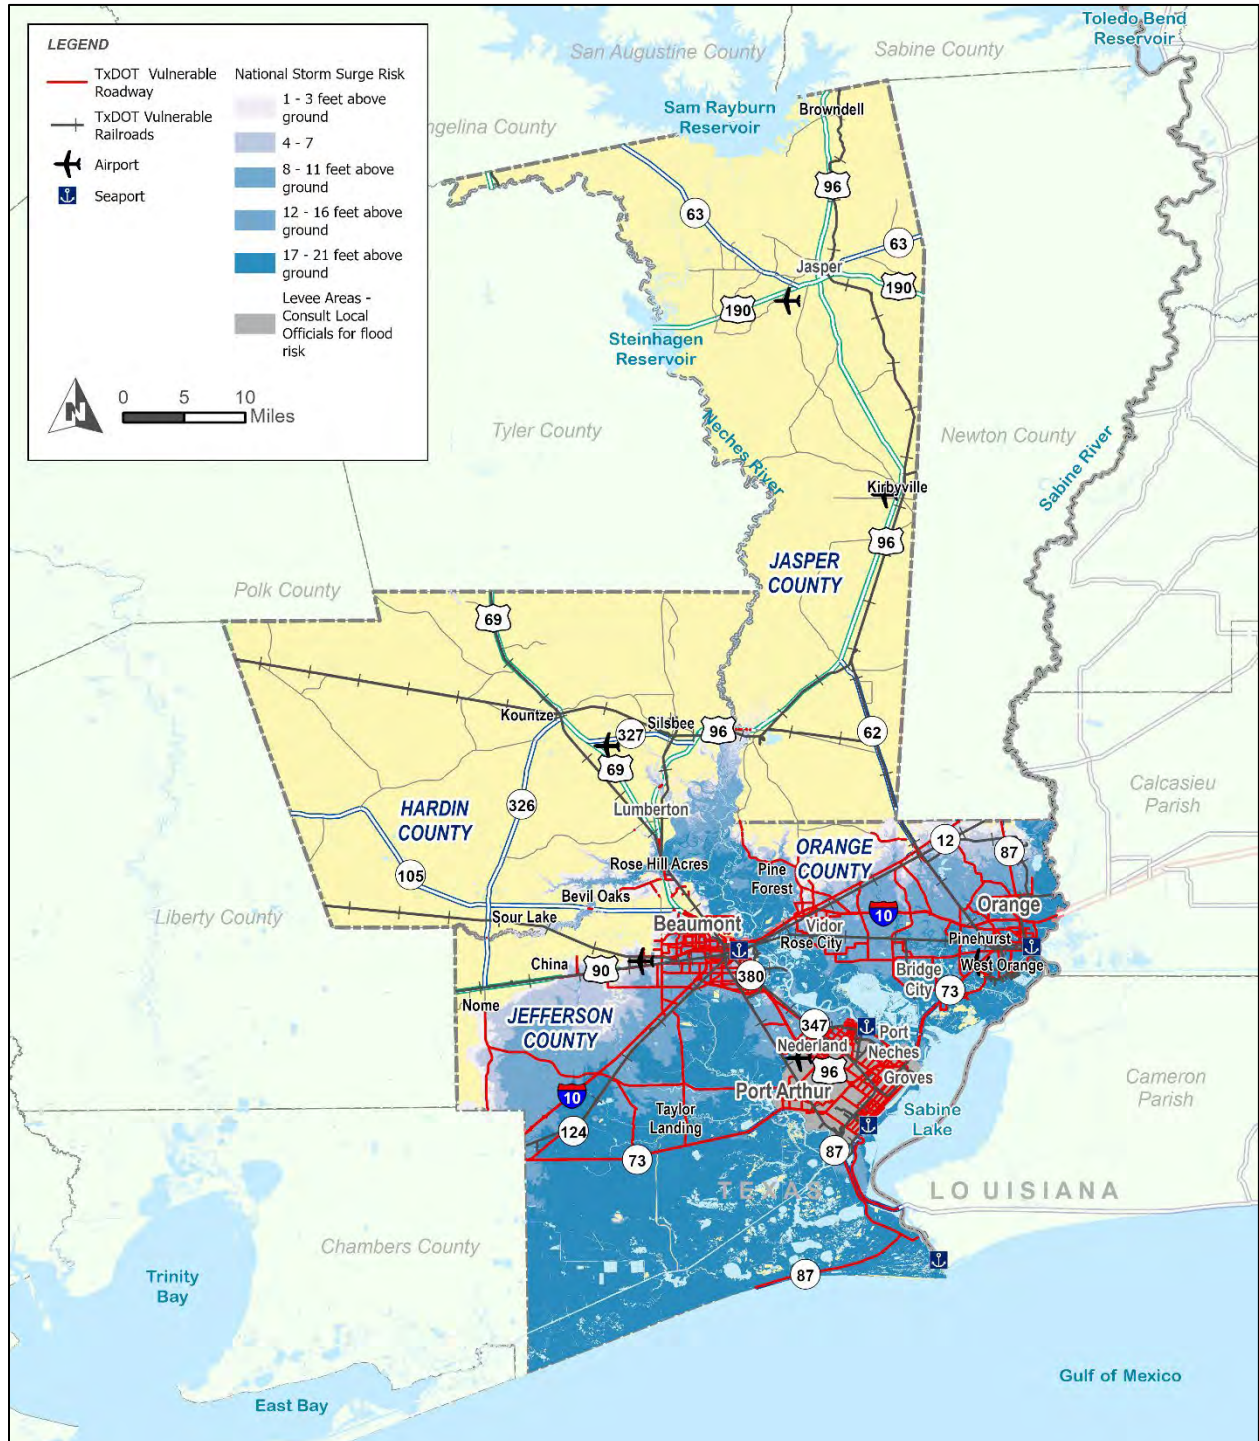 LEGEND
TxDOT Vulnerable
Roadway
TxDOT Vulnerable
Railroads
Airport
Seaport
National Storm Surge Risk
1 - 3 feet above
ground
4 - 7
8 - 11 feet above
ground
12 - 16 feet above
ground
17 - 21 feet above
ground
Levee Areas -
Consult Local
Officials for flood
risk
N
0 5 10
Miles
Toledo Bend
Reservoir
San Augustine County
Sabine County
Sam Rayburn
Reservoir
Browndell
ngelina County
96
63
63
Jasper
190
190
Steinhagen
Reservoir
Tyler County
Neches River
Newton County
Sabine River
Kirbyville
96
JASPER
COUNTY
Polk County
69
Kountze
Silsbee
327
96
62
69
Calcasieu
Parish
326
HARDIN
COUNTY
Lumberton
ORANGE
COUNTY
12
87
Rose Hill Acres
Pine
Forest
105
Bevil Oaks
10
Orange
Liberty County
Sour Lake
Beaumont
Vidor
Rose City
Pinehurst
West Orange
China
90
380
Bridge
City
73
Nome
JEFFERSON
COUNTY
347
Port
Neches
Nederland
96
Groves
Port Arthur
Cameron
Parish
10
Taylor
Landing
Sabine
Lake
124
73
87
TEXAS
LOUISIANA
Chambers County
Trinity
Bay
87
Gulf of Mexico
East Bay